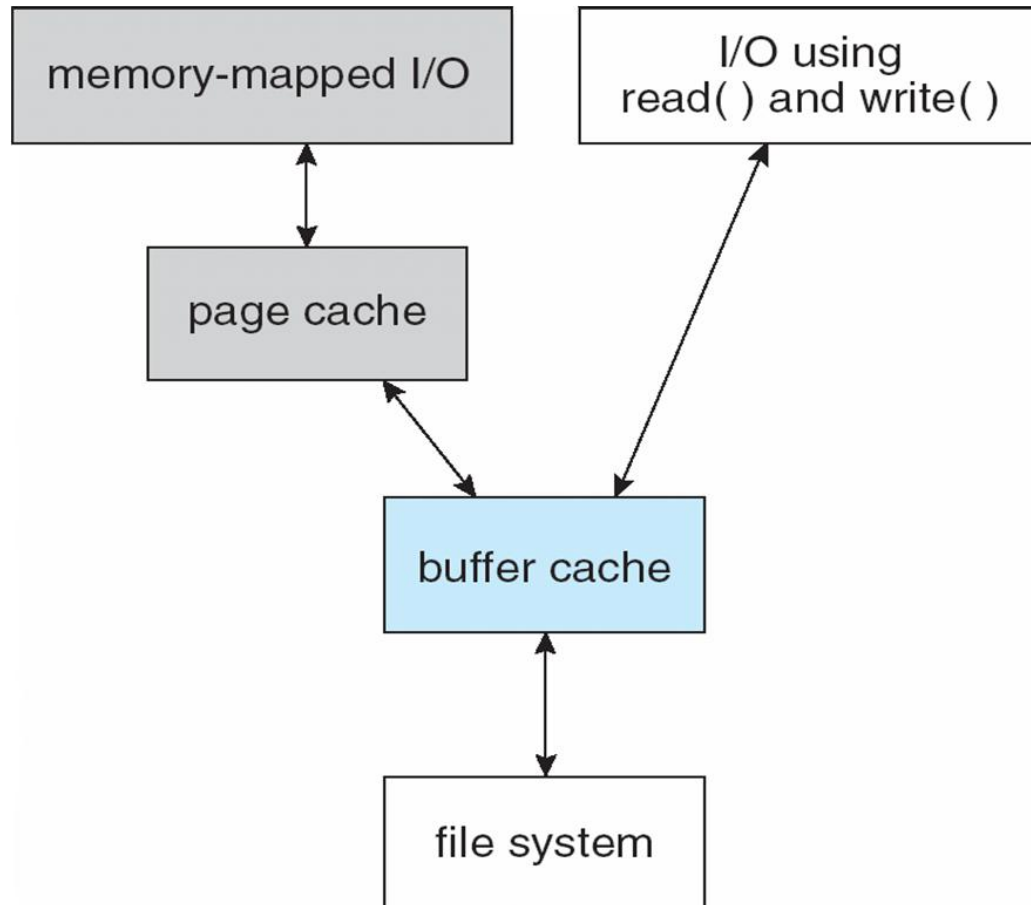 memory-mapped I/O
I/O using
read( ) and write( )
page cache
buffer cache
file system